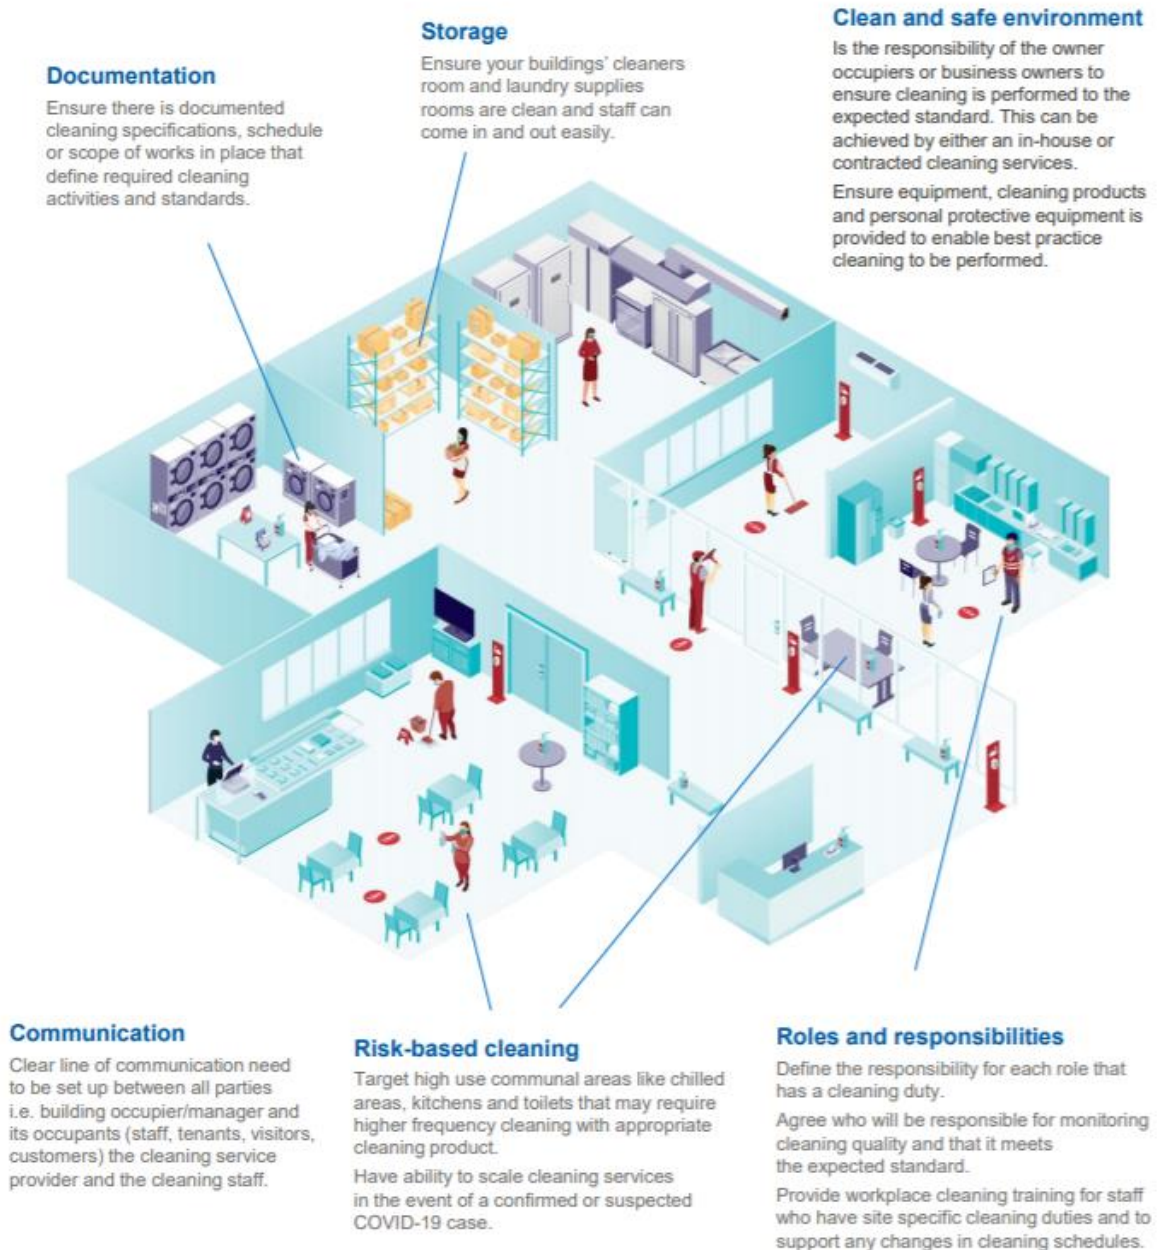 Documentation
Ensure there is documented
cleaning specifications, schedule
or scope of works in place that
define required cleaning
activities and standards.
Storage
Ensure your buildings' cleaners
room and laundry supplies
rooms are clean and staff can
come in and out easily.
Clean and safe environment
Is the responsibility of the owner
occupiers or business owners to
ensure cleaning is performed to the
expected standard. This can be
achieved by either an in-house or
contracted cleaning services.
Ensure equipment, cleaning products
and personal protective equipment is
provided to enable best practice
cleaning to be performed.
Communication
Clear line of communication need
to be set up between all parties
i.e. building occupier/manager and
its occupants (staff, tenants, visitors,
customers) the cleaning service
provider and the cleaning staff.
Risk-based cleaning
Target high use communal areas like chilled
areas, kitchens and toilets that may require
higher frequency cleaning with appropriate
cleaning product.
Have ability to scale cleaning services
in the event of a confirmed or suspected
COVID-19 case.
Roles and responsibilities
Define the responsibility for each role that
has a cleaning duty.
Agree who will be responsible for monitoring
cleaning quality and that it meets
the expected standard.
Provide workplace cleaning training for staff
who have site specific cleaning duties and to
support any changes in cleaning schedules.